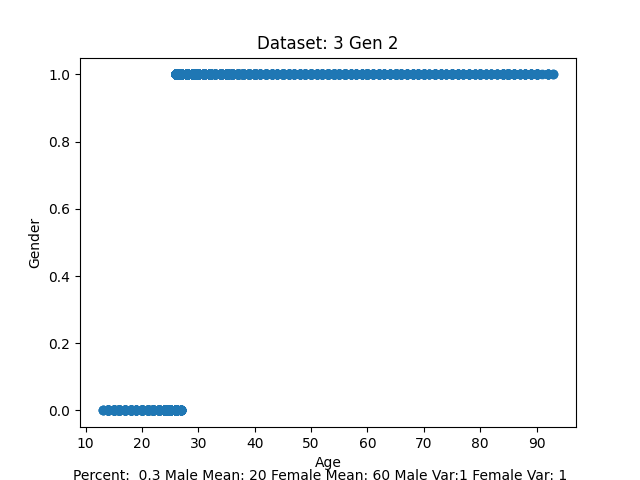 Dataset: 3 Gen 2
1.0
0.8
0.6
0.4
0.2
0.0
Gender
10 20 30 40 50 60 70 80 90
Age
Percent:  0.3 Male Mean: 20 Female Mean: 60 Male Var:1 Female Var: 1